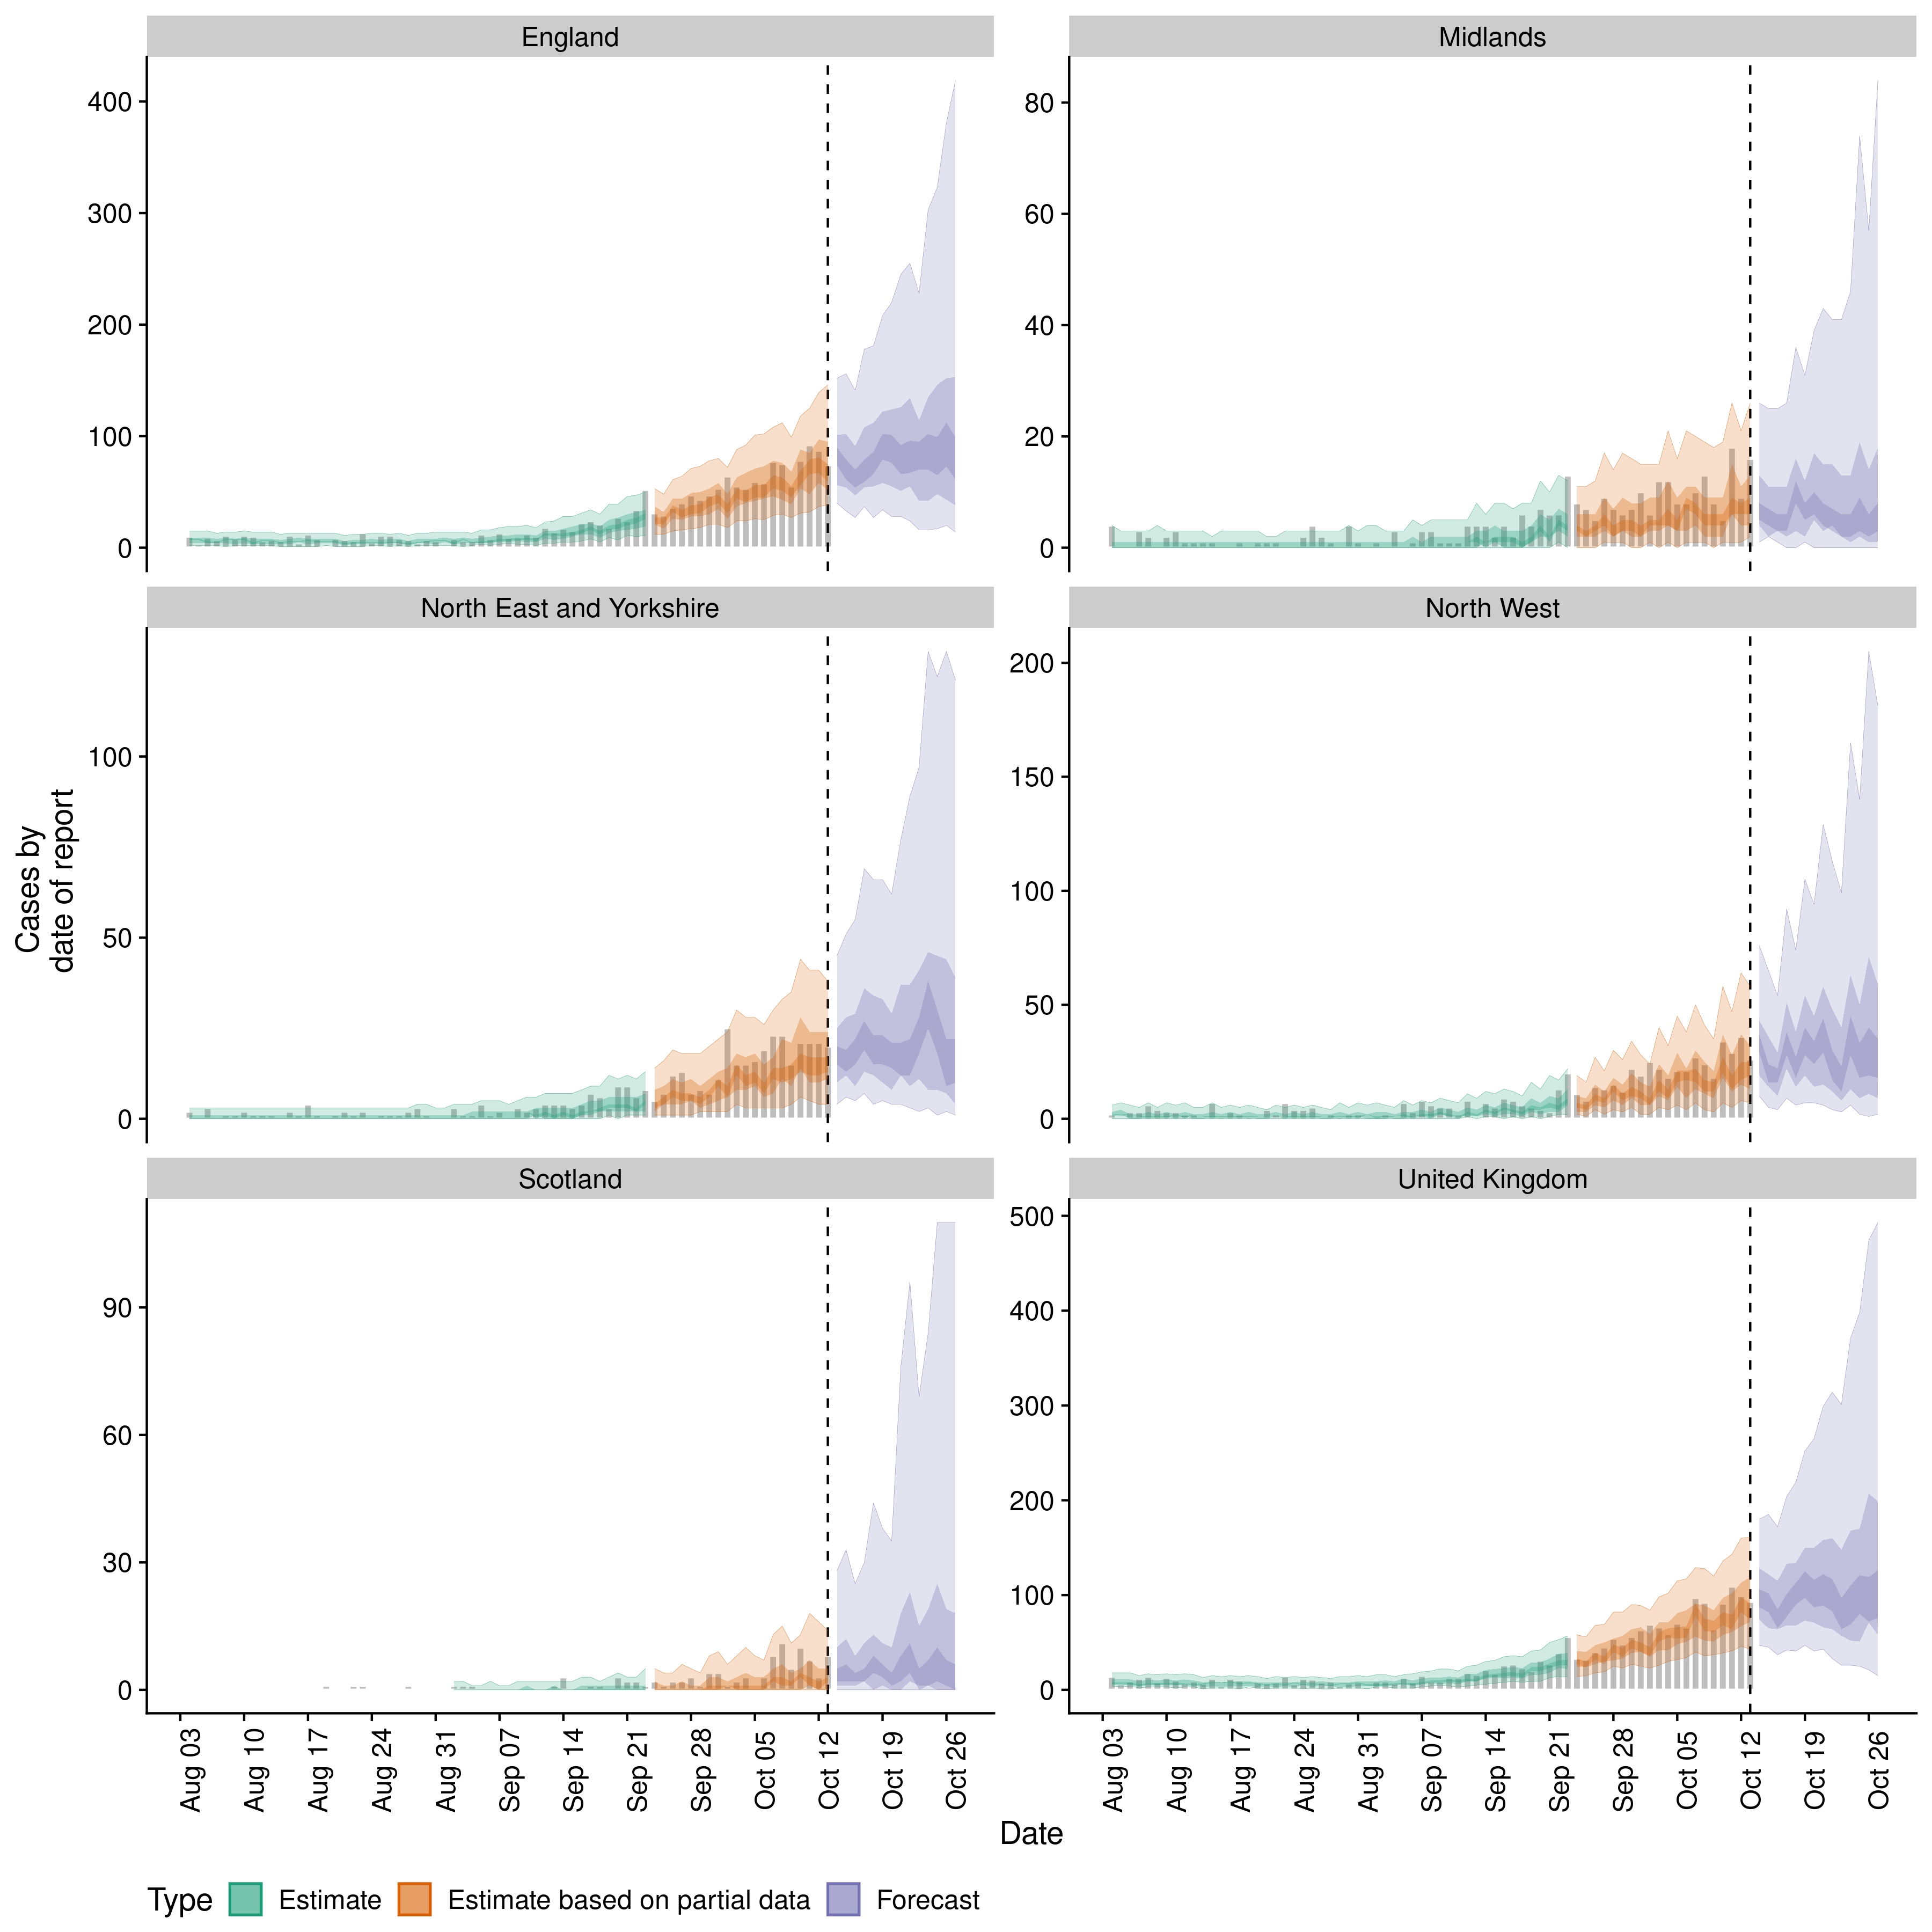 England
Midlands
400
300
200
100
0
80
60
40
20
0
North East and Yorkshire
North West
100
50
0
200
150
100
50
0
Cases by
date of report
Scotland
United Kingdom
90
60
30
0
500
400
300
200
100
0
Aug 03
Aug 10
Aug 17
Aug 24
Aug 31
Sep 07
Sep 14
Sep 21
Sep 28
Oct 05
Oct 12
Oct 19
Oct 26
Aug 03
Aug 10
Aug 17
Aug 24
Aug 31
Sep 07
Sep 14
Sep 21
Sep 28
Oct 05
Oct 12
Oct 19
Oct 26
Date
Type Estimate Estimate based on partial data Forecast